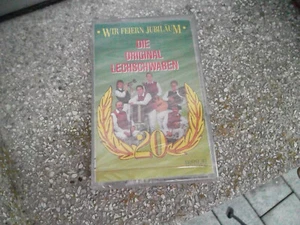 • WIR FEIERN JUBILÄUM •
DIE
ORIGINAL
LECHSCHWABEN
20